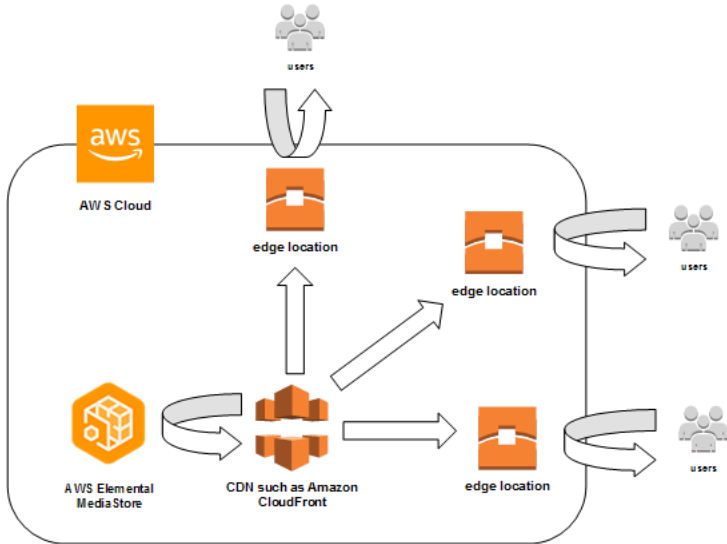 users
aws
AWS Cloud
edge location
users
edge location
AWS Elemental
MediaStore
CDN such as Amazon
CloudFront
edge location
users